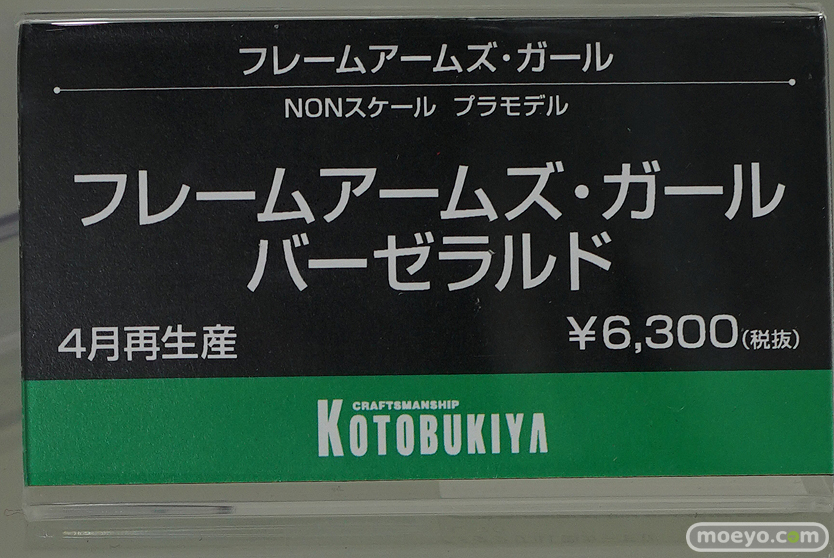 フレームアームズ・ガール
NONスケール プラモデル
フレームアームズ・ガール
バーゼラルド
4月再生産
¥6,300(税抜)
CRAFTSMANSHIP
KOTOBUKIYA
moeyo.com